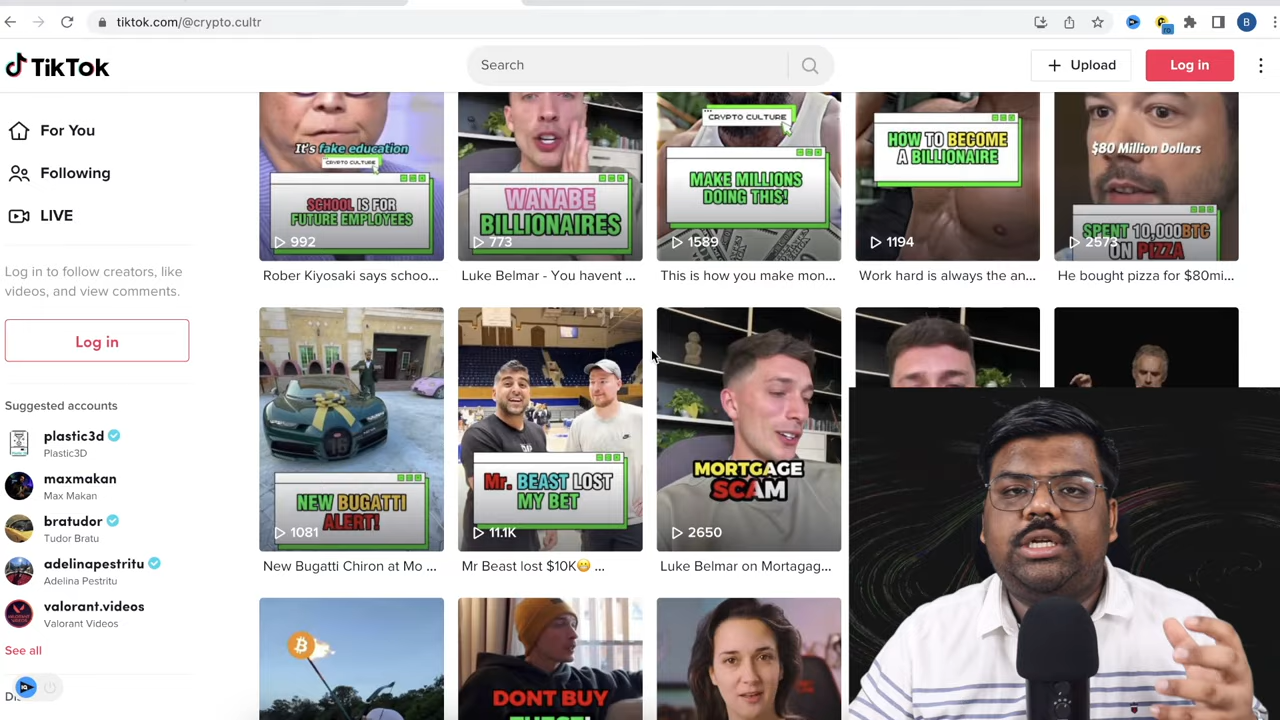 tiktok.com/@crypto.cultr
B
TikTok
Search
Upload
Log in
For You
Following
LIVE
Log in to follow creators, like
videos, and view comments.
Log in
Suggested accounts
plastic3d
Plastic3D
maxmakan
Max Makan
bratudor
Tudor Bratu
adelinapestritu
Adelina Pestritu
valorant.videos
Valorant Videos
See all
It's fake education
CRYPTO CULTURE
SCHOOL IS FOR
FUTURE EMPLOYEES
992
Rober Kiyosaki says schoo...
WANABE
BILLIONAIRES
773
Luke Belmar - You havent ...
CRYPTO CULTURE
MAKE MILLIONS
DOING THIS!
1589
This is how you make mon...
HOW TO BECOME
A BILLIONAIRE
1194
Work hard is always the an...
$80 Million Dollars
SPENT 10,000BTC
ON PIZZA
2573
He bought pizza for $80mi...
NEW BUGATTI
ALERT!
1081
New Bugatti Chiron at Mo ...
Mr. BEAST LOST
MY BET
11.1K
Mr Beast lost $10K😬 ...
MORTGAGE
SCAM
2650
Luke Belmar on Mortagag...
DONT BUY